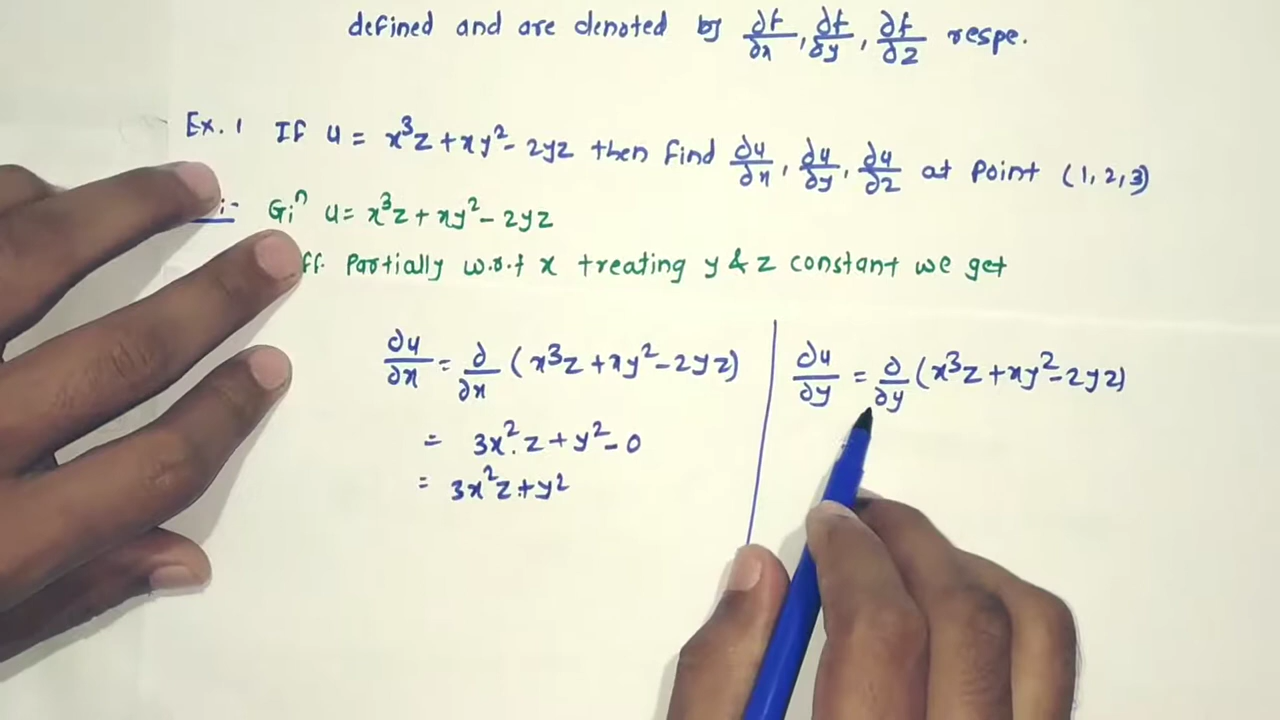 defined and are denoted by ∂f/∂x, ∂f/∂y, ∂f/∂z respe.
Ex. 1 If u = x³z + xy² - 2yz then find ∂u/∂x, ∂u/∂y, ∂u/∂z at point (1, 2, 3)
Giⁿ u = x³z + xy² - 2yz
ff. Partially w.r.t x treating y & z constant we get
∂u/∂x = ∂/∂x (x³z + xy² - 2yz)
= 3x².z + y² - 0
= 3x²z + y²
∂u/∂y = ∂/∂y (x³z + xy² - 2yz)